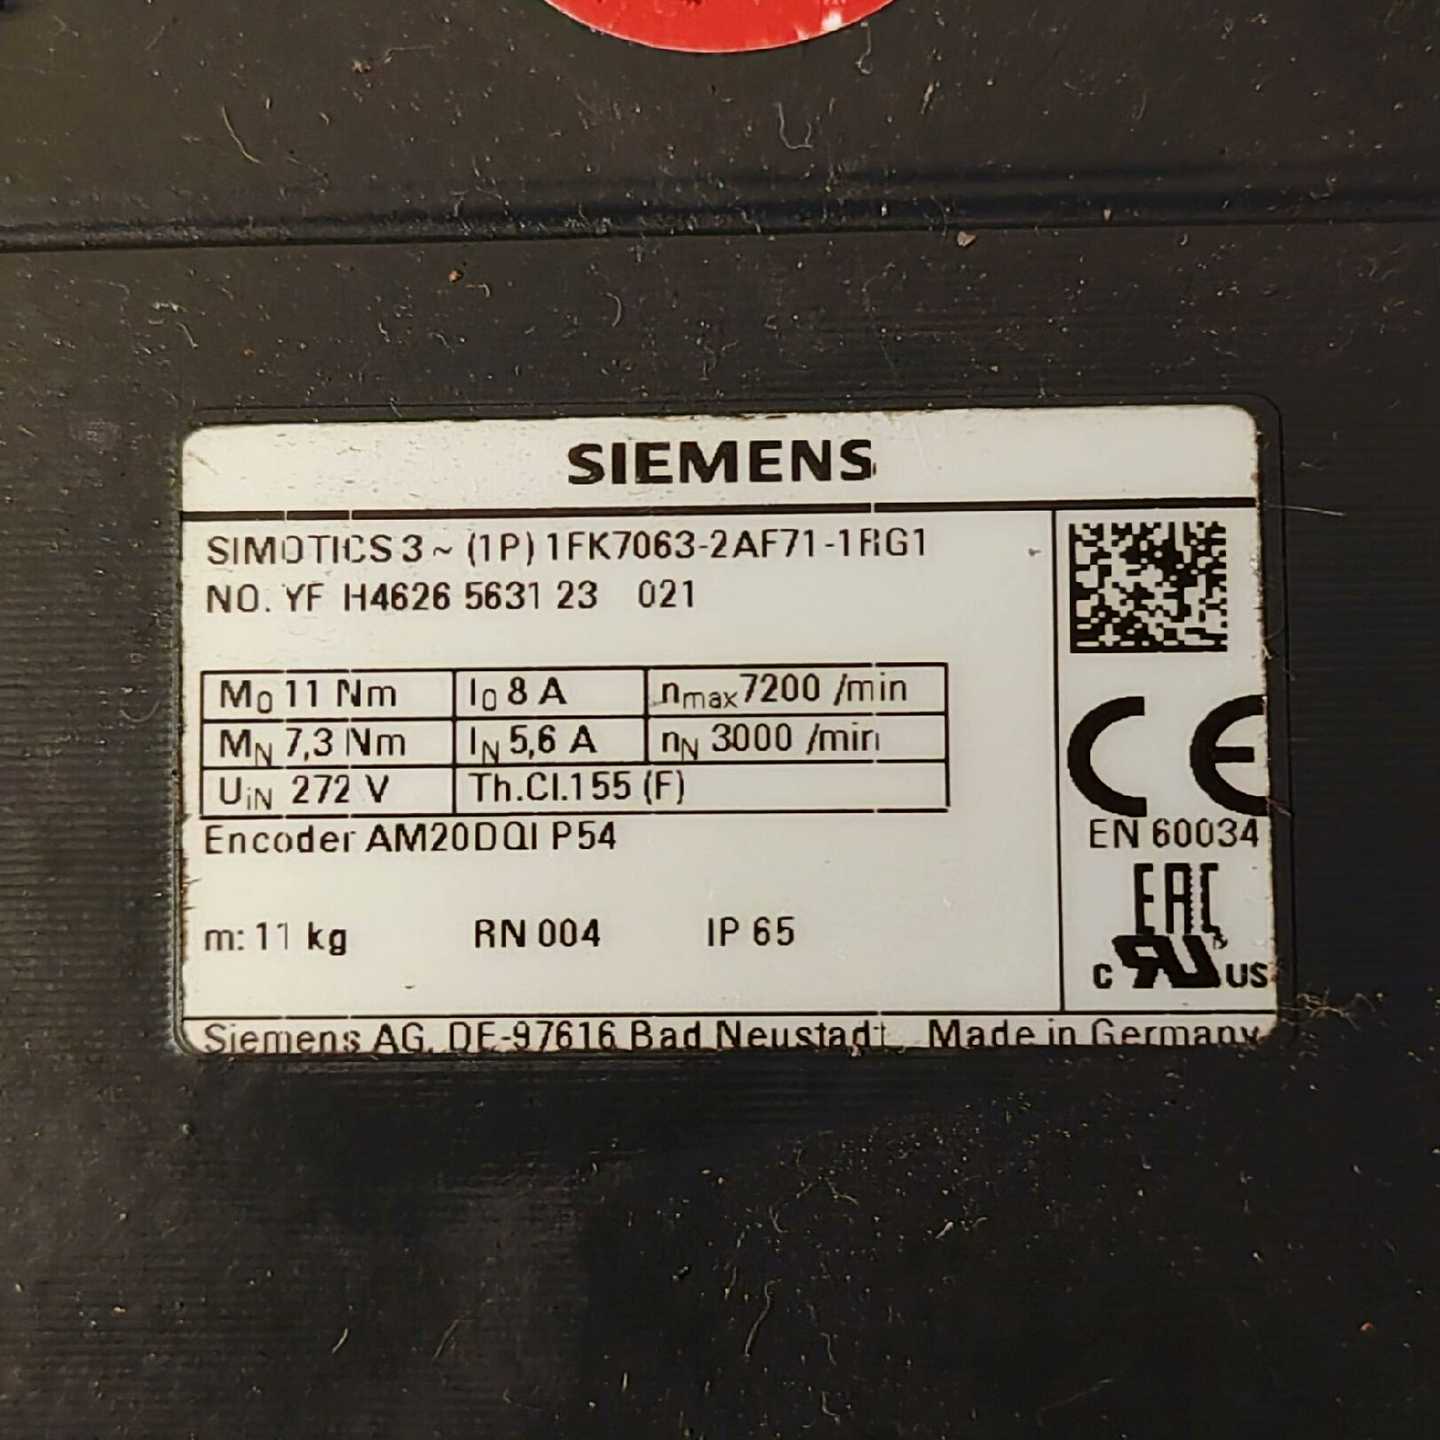 SIEMENS
SIMOTICS 3 ~ (1P) 1FK7063-2AF71-1RG1
NO. YF H4626 5631 23 021
M0 11 Nm I0 8 A nmax 7200 /min
MN 7,3 Nm IN 5,6 A nN 3000 /min
UiN 272 V Th.Cl.155 (F)
Encoder AM20DQI P54
m: 11 kg RN 004 IP 65
CE
EN 60034
EAC
c RU US
Siemens AG, DE-97616 Bad Neustadt Made in Germany